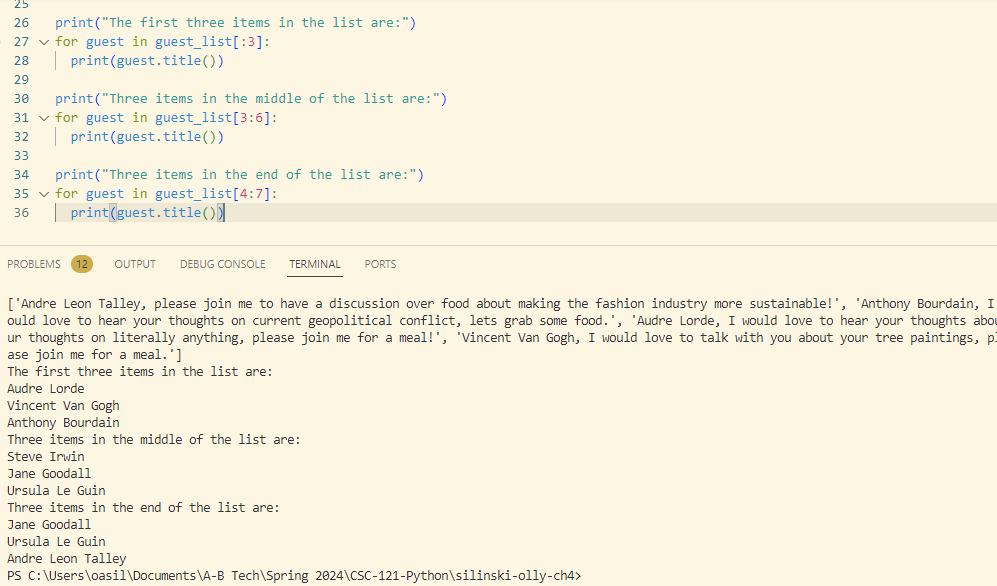 25
26 print("The first three items in the list are:")
27 for guest in guest_list[:3]:
28 print(guest.title())
29
30 print("Three items in the middle of the list are:")
31 for guest in guest_list[3:6]:
32 print(guest.title())
33
34 print("Three items in the end of the list are:")
35 for guest in guest_list[4:7]:
36 print(guest.title())
PROBLEMS 12 OUTPUT DEBUG CONSOLE TERMINAL PORTS
['Andre Leon Talley, please join me to have a discussion over food about making the fashion industry more sustainable!', 'Anthony Bourdain, I
ould love to hear your thoughts on current geopolitical conflict, lets grab some food.', 'Audre Lorde, I would love to hear your thoughts abou
ur thoughts on literally anything, please join me for a meal!', 'Vincent Van Gogh, I would love to talk with you about your tree paintings, pl
ase join me for a meal.']
The first three items in the list are:
Audre Lorde
Vincent Van Gogh
Anthony Bourdain
Three items in the middle of the list are:
Steve Irwin
Jane Goodall
Ursula Le Guin
Three items in the end of the list are:
Jane Goodall
Ursula Le Guin
Andre Leon Talley
PS C:\Users\oasil\Documents\A-B Tech\Spring 2024\CSC-121-Python\silinski-olly-ch4>